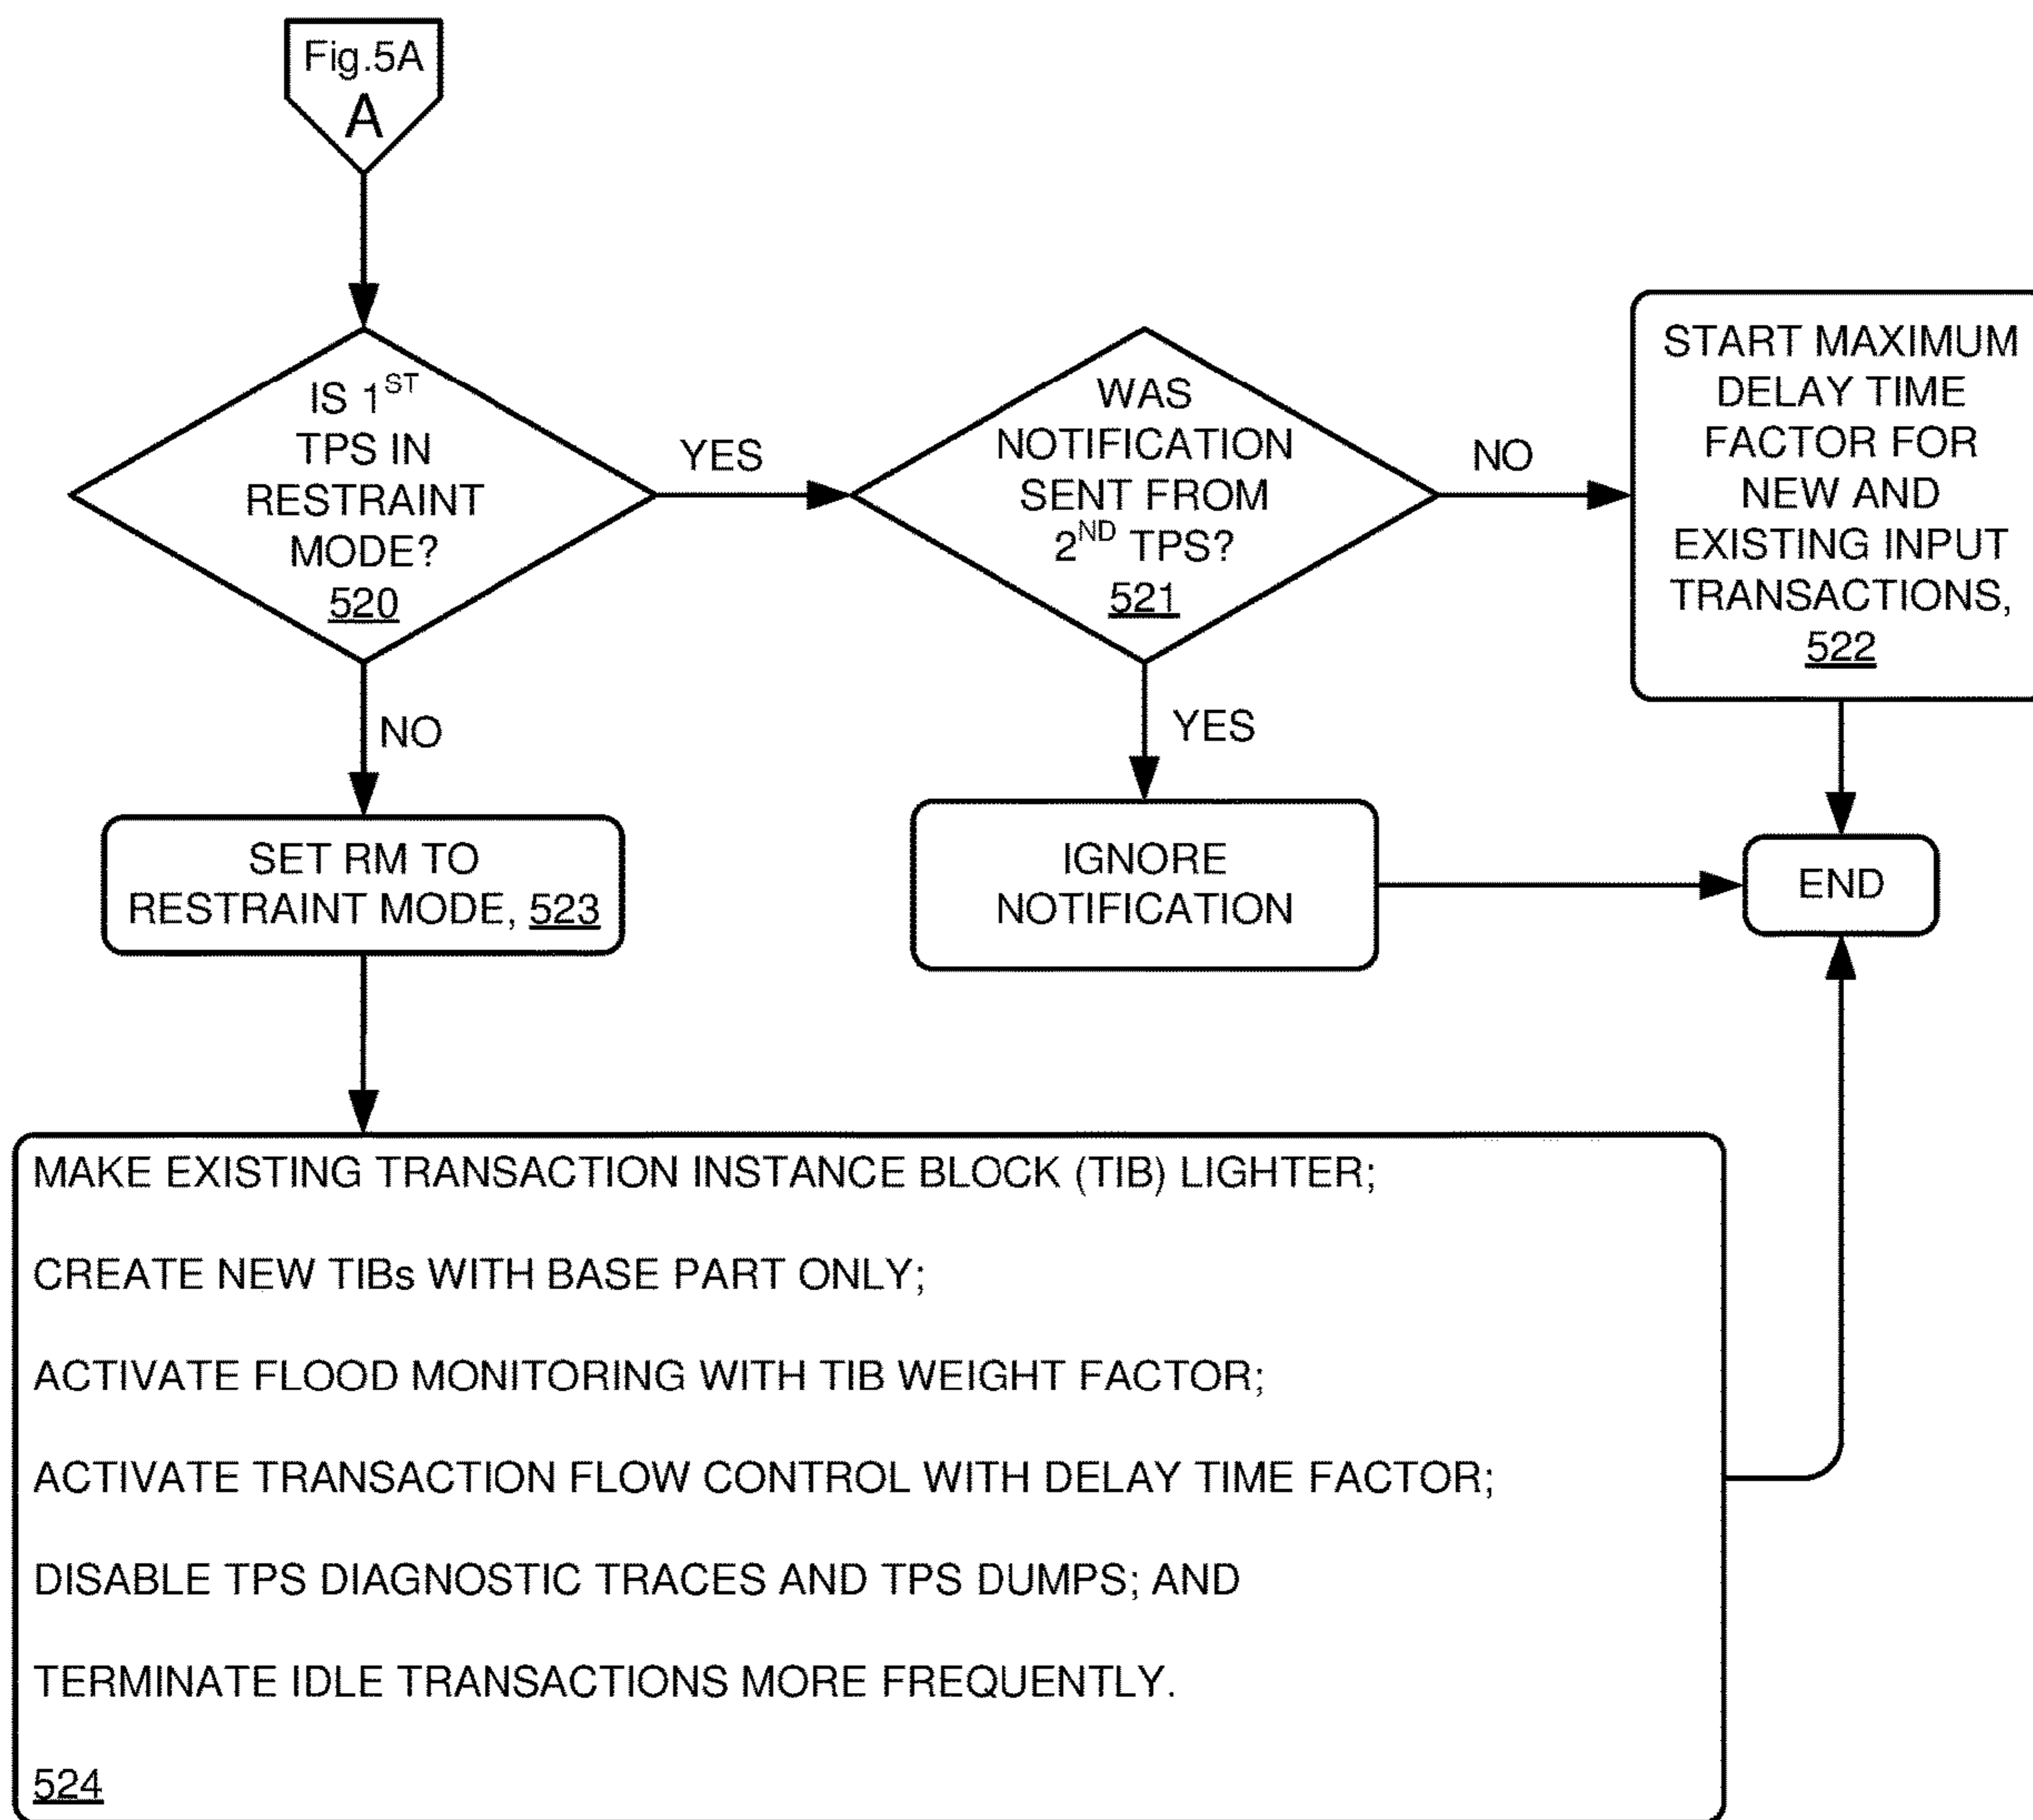 Fig.5A
A
IS 1ST
TPS IN
RESTRAINT
MODE?
520
YES
WAS
NOTIFICATION
SENT FROM
2ND TPS?
521
NO
START MAXIMUM
DELAY TIME
FACTOR FOR
NEW AND
EXISTING INPUT
TRANSACTIONS,
522
NO
YES
SET RM TO
RESTRAINT MODE, 523
IGNORE
NOTIFICATION
END
MAKE EXISTING TRANSACTION INSTANCE BLOCK (TIB) LIGHTER;
CREATE NEW TIBs WITH BASE PART ONLY;
ACTIVATE FLOOD MONITORING WITH TIB WEIGHT FACTOR;
ACTIVATE TRANSACTION FLOW CONTROL WITH DELAY TIME FACTOR;
DISABLE TPS DIAGNOSTIC TRACES AND TPS DUMPS; AND
TERMINATE IDLE TRANSACTIONS MORE FREQUENTLY.
524